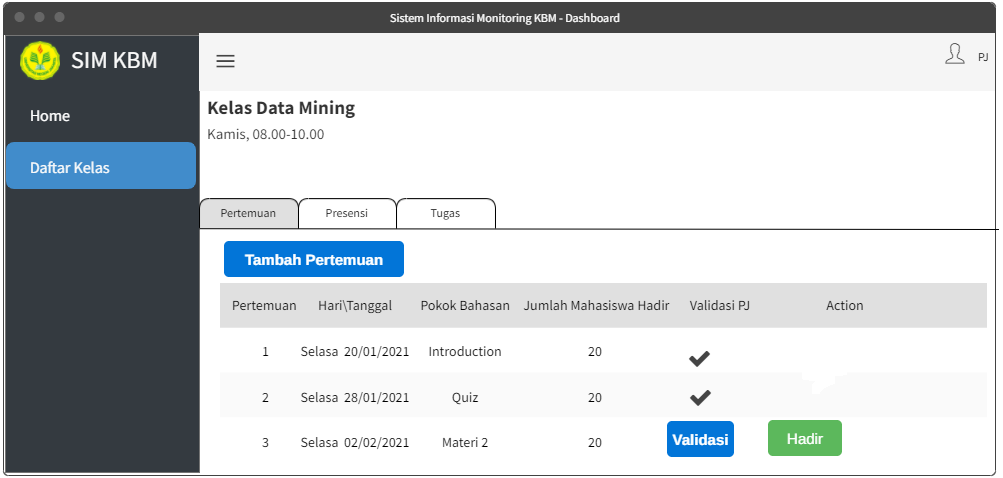 Sistem Informasi Monitoring KBM - Dashboard
SIM KBM
PJ
Home
Daftar Kelas
Kelas Data Mining
Kamis, 08.00-10.00
Pertemuan Presensi Tugas
Tambah Pertemuan
Pertemuan Hari\Tanggal Pokok Bahasan Jumlah Mahasiswa Hadir Validasi PJ Action
1 Selasa 20/01/2021 Introduction 20
2 Selasa 28/01/2021 Quiz 20
3 Selasa 02/02/2021 Materi 2 20 Validasi Hadir